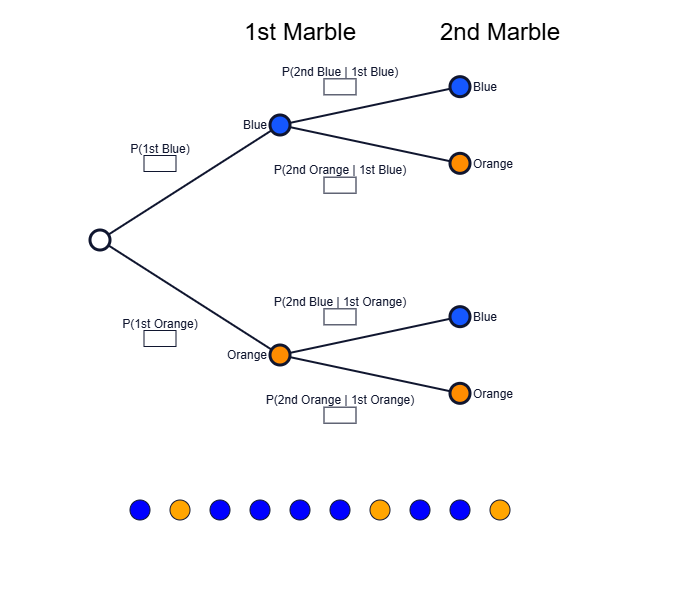 1st Marble
2nd Marble
P(2nd Blue | 1st Blue)
Blue
Blue
P(1st Blue)
P(2nd Orange | 1st Blue)
Orange
P(2nd Blue | 1st Orange)
Blue
P(1st Orange)
Orange
P(2nd Orange | 1st Orange)
Orange